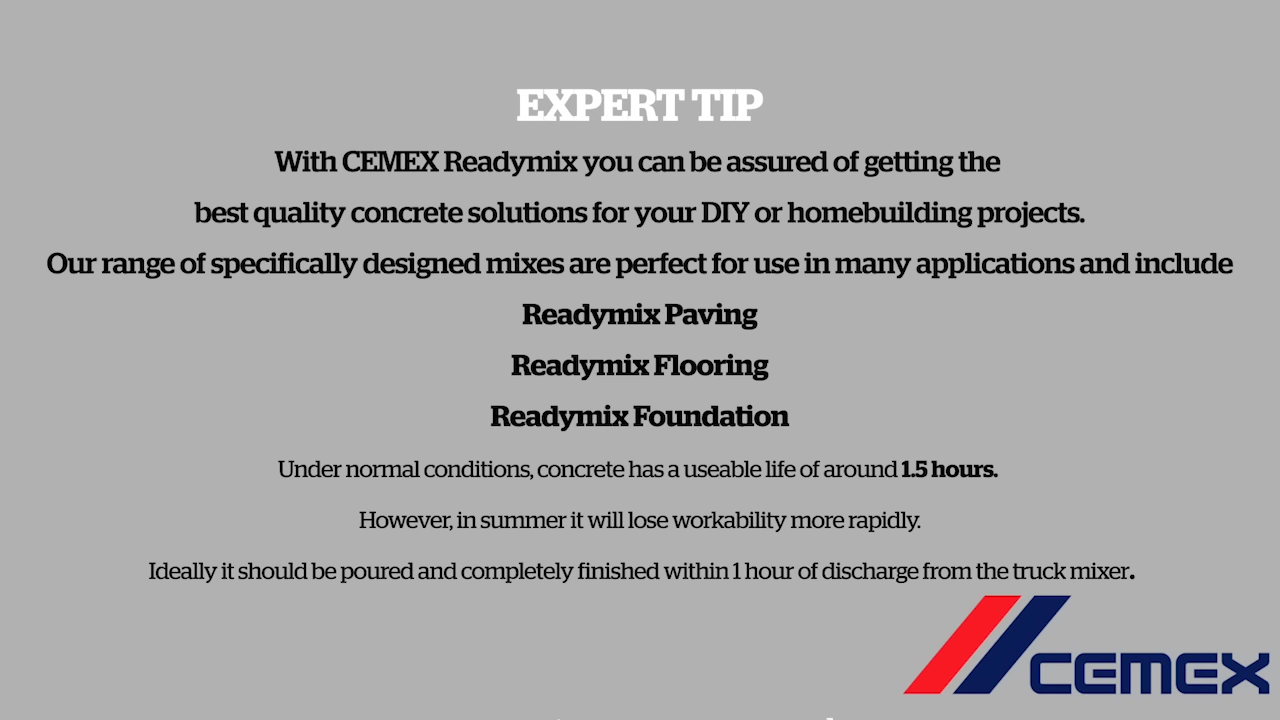 EXPERT TIP
With CEMEX Readymix you can be assured of getting the
best quality concrete solutions for your DIY or homebuilding projects.
Our range of specifically designed mixes are perfect for use in many applications and include
Readymix Paving
Readymix Flooring
Readymix Foundation
Under normal conditions, concrete has a useable life of around 1.5 hours.
However, in summer it will lose workability more rapidly.
Ideally it should be poured and completely finished within 1 hour of discharge from the truck mixer.
CEMEX